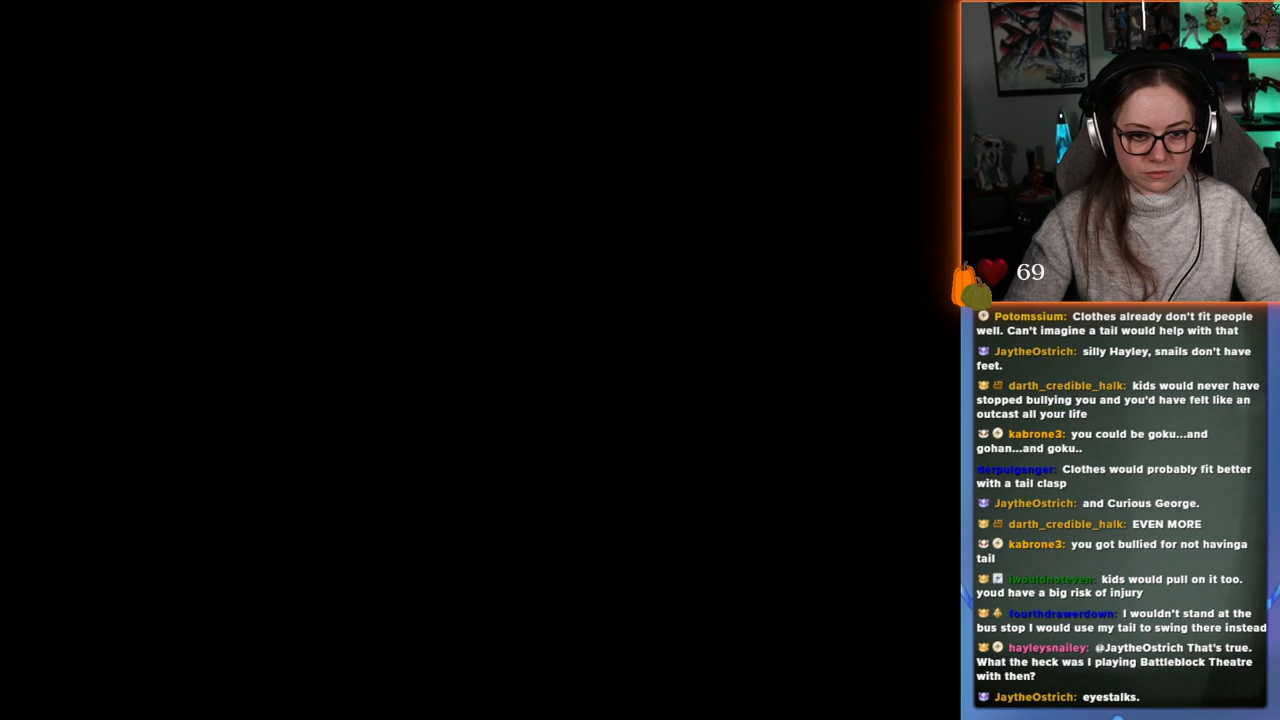 69
Potomssium: Clothes already don't fit people
well. Can't imagine a tail would help with that
JaytheOstrich: silly Hayley, snails don't have
feet.
darth_credible_halk: kids would never have
stopped bullying you and you'd have felt like an
outcast all your life
kabrone3: you could be goku...and
gohan...and goku..
derpulganger: Clothes would probably fit better
with a tail clasp
JaytheOstrich: and Curious George.
darth_credible_halk: EVEN MORE
kabrone3: you got bullied for not havinga
tail
iwouldnoteven: kids would pull on it too.
youd have a big risk of injury
fourthdrawerdown: I wouldn't stand at the
bus stop I would use my tail to swing there instead
hayleysnailey: @JaytheOstrich That's true.
What the heck was I playing Battleblock Theatre
with then?
JaytheOstrich: eyestalks.